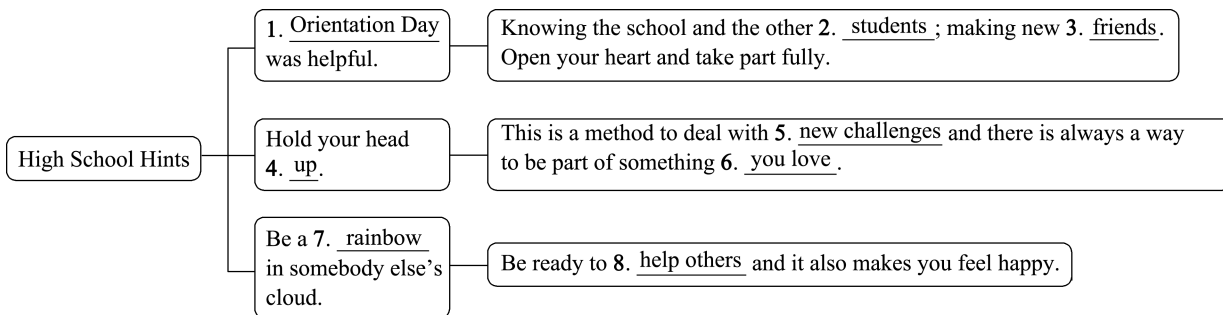 High School Hints
1. Orientation Day
was helpful.
Knowing the school and the other 2. students ; making new 3. friends.
Open your heart and take part fully.
Hold your head
4. up.
This is a method to deal with 5. new challenges and there is always a way
to be part of something 6. you love.
Be a 7. rainbow
in somebody else's
cloud.
Be ready to 8. help others and it also makes you feel happy.